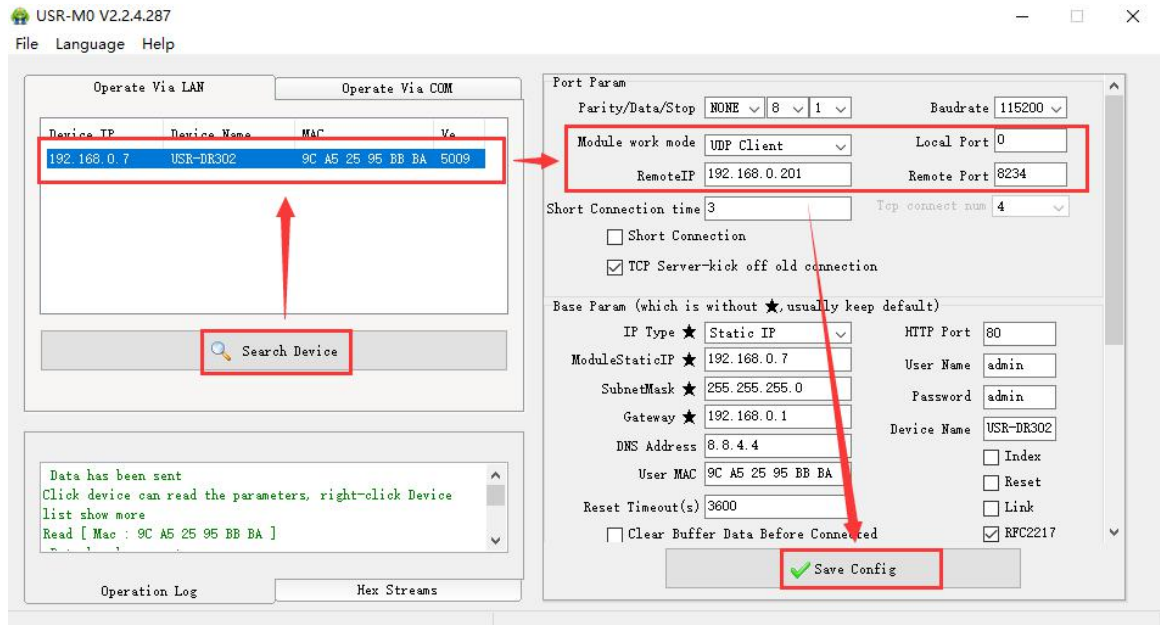 USR-M0 V2.2.4.287
File Language Help
Operate Via LAN Operate Via COM
Device IP Device Name MAC Ve
192.168.0.7 USR-DR302 9C A5 25 95 BB BA 5009
Search Device
Data has been sent
Click device can read the parameters, right-click Device
list show more
Read [ Mac : 9C A5 25 95 BB BA ]
Operation Log Hex Streams
Port Param
Parity/Data/Stop NONE 8 1 Baudrate 115200
Module work mode UDP Client Local Port 0
RemoteIP 192.168.0.201 Remote Port 8234
Short Connection time 3 Tcp connect num 4
Short Connection
TCP Server-kick off old connection
Base Param (which is without ★,usually keep default)
IP Type ★ Static IP HTTP Port 80
ModuleStaticIP ★ 192.168.0.7 User Name admin
SubnetMask ★ 255.255.255.0 Password admin
Gateway ★ 192.168.0.1 Device Name USR-DR302
DNS Address 8.8.4.4 Index
User MAC 9C A5 25 95 BB BA Reset
Reset Timeout(s) 3600 Link
Clear Buffer Data Before Connected RFC2217
Save Config